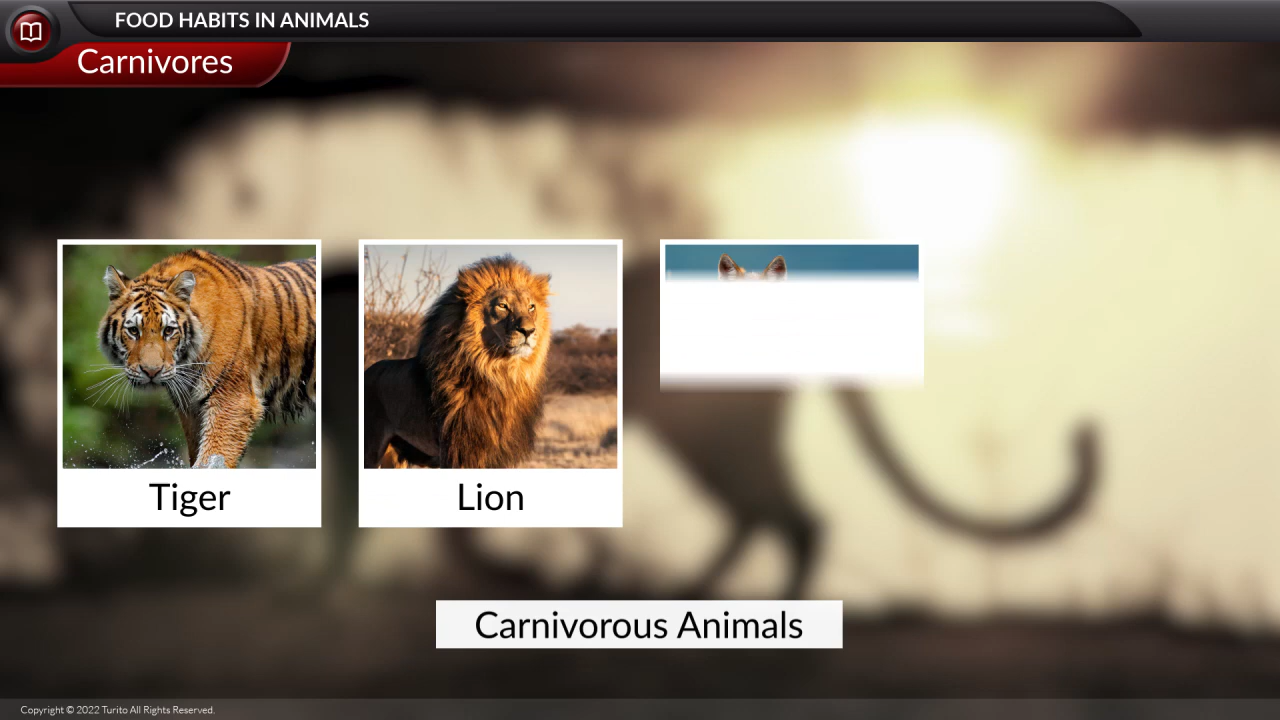 FOOD HABITS IN ANIMALS
Carnivores
Tiger
Lion
Carnivorous Animals
Copyright © 2022 Turito All Rights Reserved.